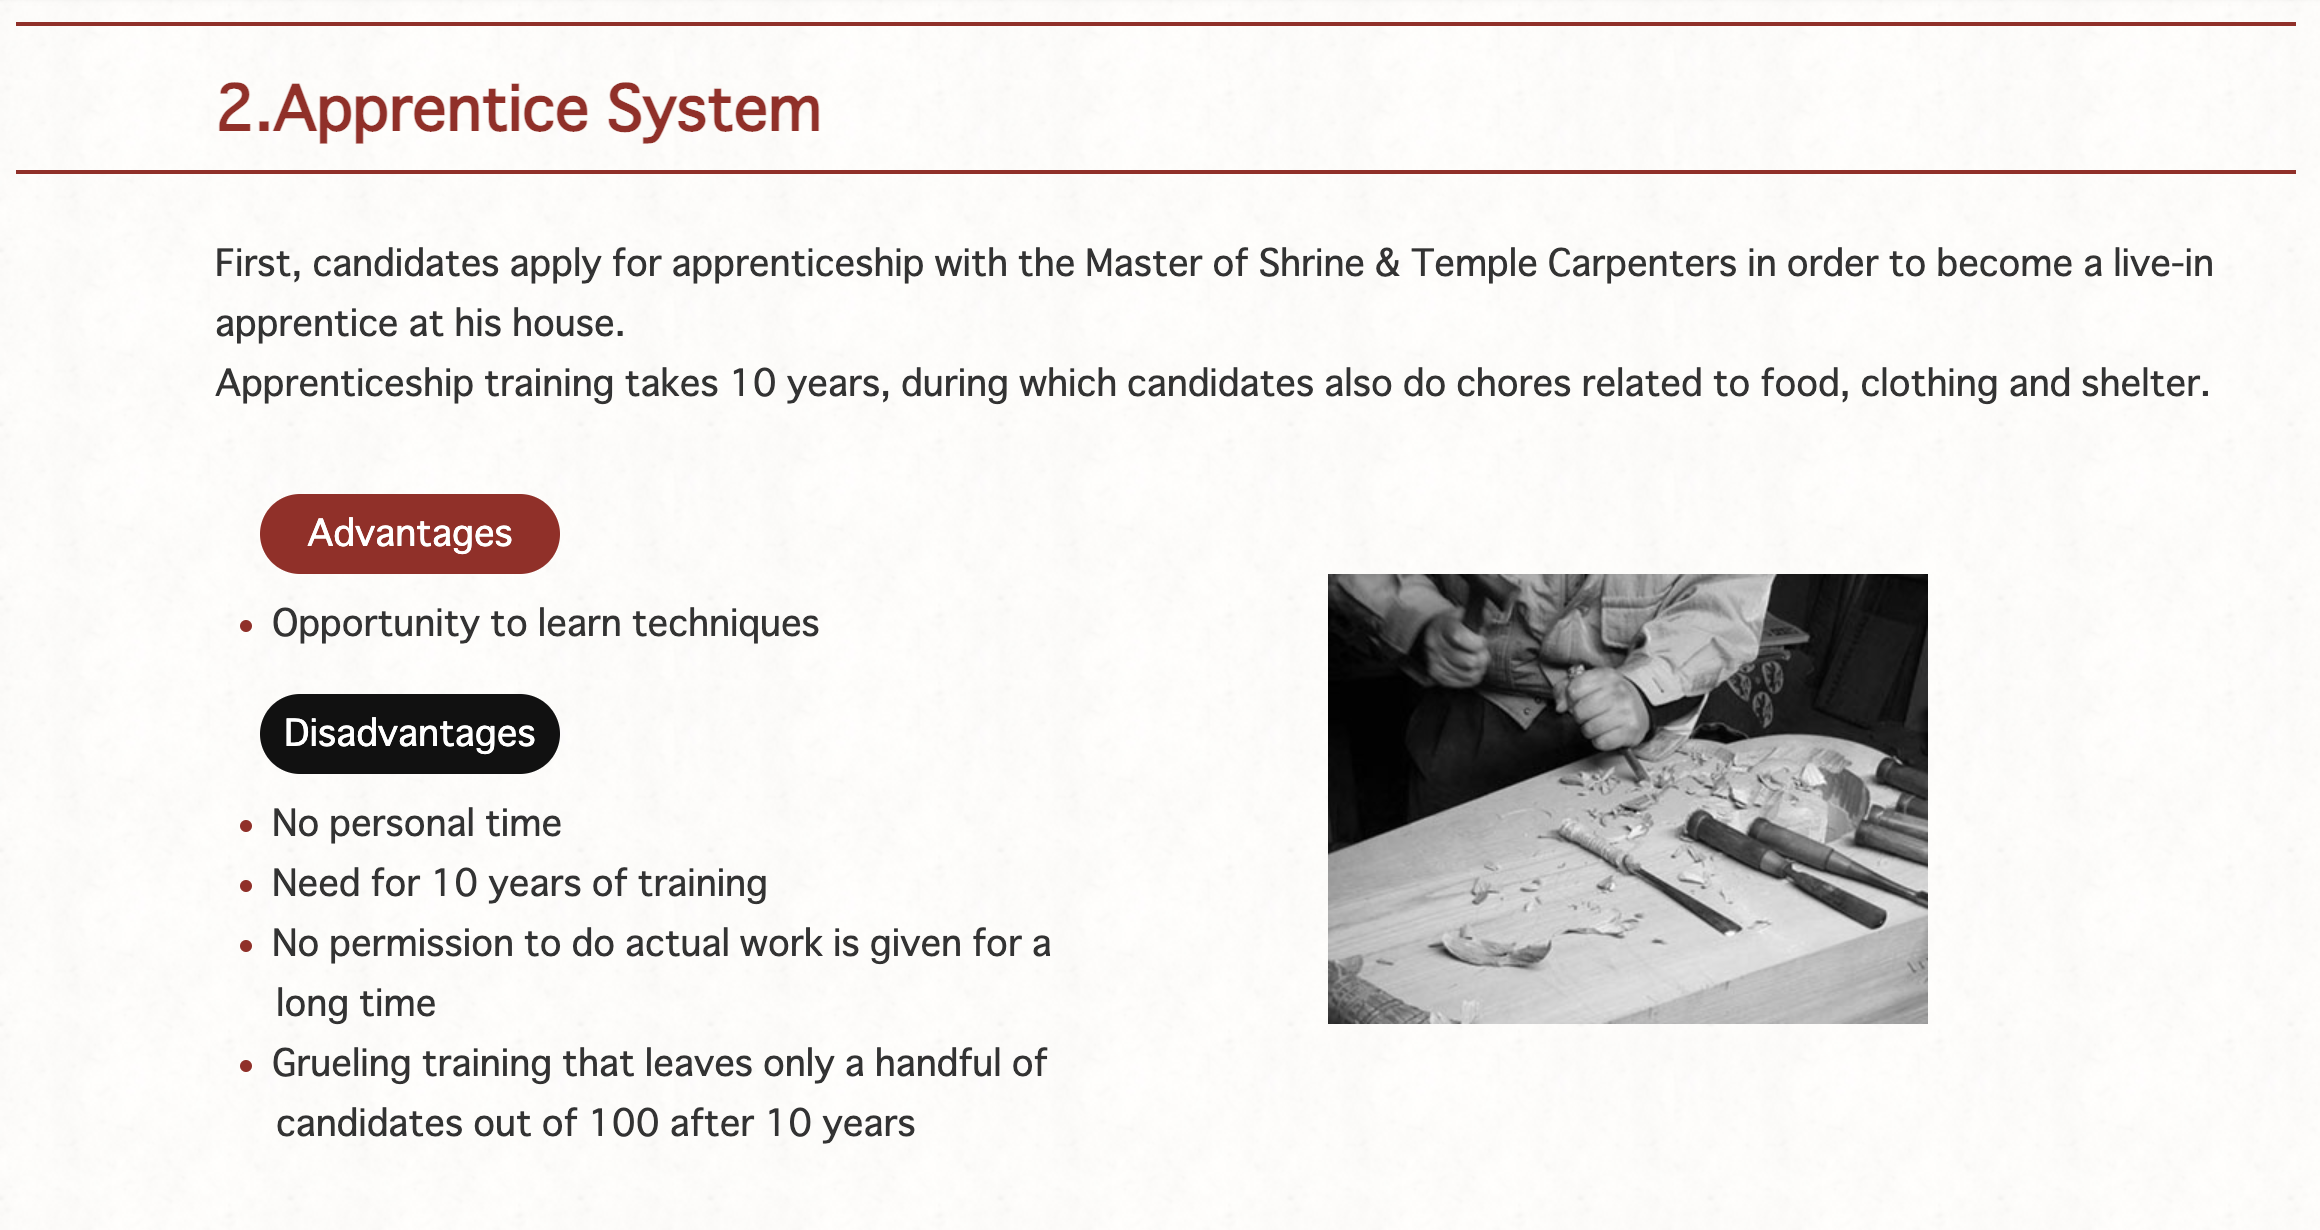 2.Apprentice System
First, candidates apply for apprenticeship with the Master of Shrine & Temple Carpenters in order to become a live-in
apprentice at his house.
Apprenticeship training takes 10 years, during which candidates also do chores related to food, clothing and shelter.
Advantages
• Opportunity to learn techniques
Disadvantages
• No personal time
• Need for 10 years of training
• No permission to do actual work is given for a
long time
• Grueling training that leaves only a handful of
candidates out of 100 after 10 years